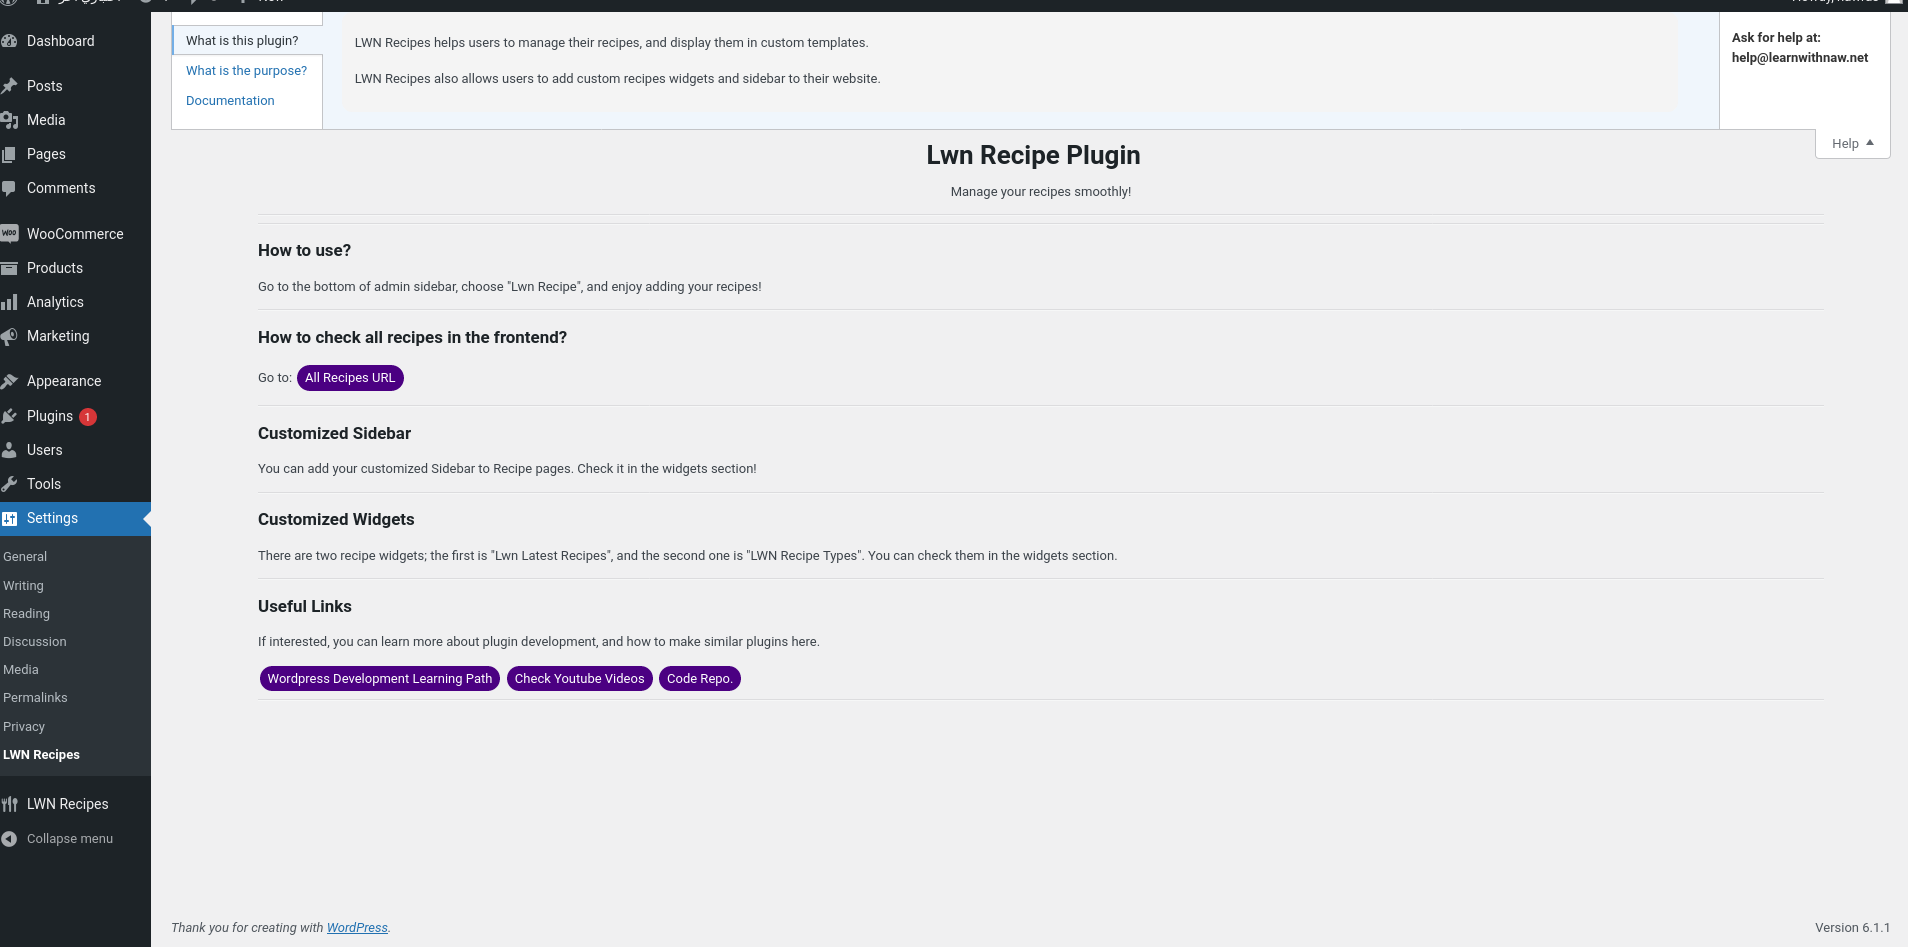 Dashboard
Posts
Media
Pages
Comments
WooCommerce
Products
Analytics
Marketing
Appearance
Plugins 1
Users
Tools
Settings
General
Writing
Reading
Discussion
Media
Permalinks
Privacy
LWN Recipes
LWN Recipes
Collapse menu
What is this plugin?
What is the purpose?
Documentation
LWN Recipes helps users to manage their recipes, and display them in custom templates.
LWN Recipes also allows users to add custom recipes widgets and sidebar to their website.
Ask for help at:
help@learnwithnaw.net
Help
Lwn Recipe Plugin
Manage your recipes smoothly!
How to use?
Go to the bottom of admin sidebar, choose "Lwn Recipe", and enjoy adding your recipes!
How to check all recipes in the frontend?
Go to: All Recipes URL
Customized Sidebar
You can add your customized Sidebar to Recipe pages. Check it in the widgets section!
Customized Widgets
There are two recipe widgets; the first is "Lwn Latest Recipes", and the second one is "LWN Recipe Types". You can check them in the widgets section.
Useful Links
If interested, you can learn more about plugin development, and how to make similar plugins here.
Wordpress Development Learning Path Check Youtube Videos Code Repo.
Thank you for creating with WordPress.
Version 6.1.1